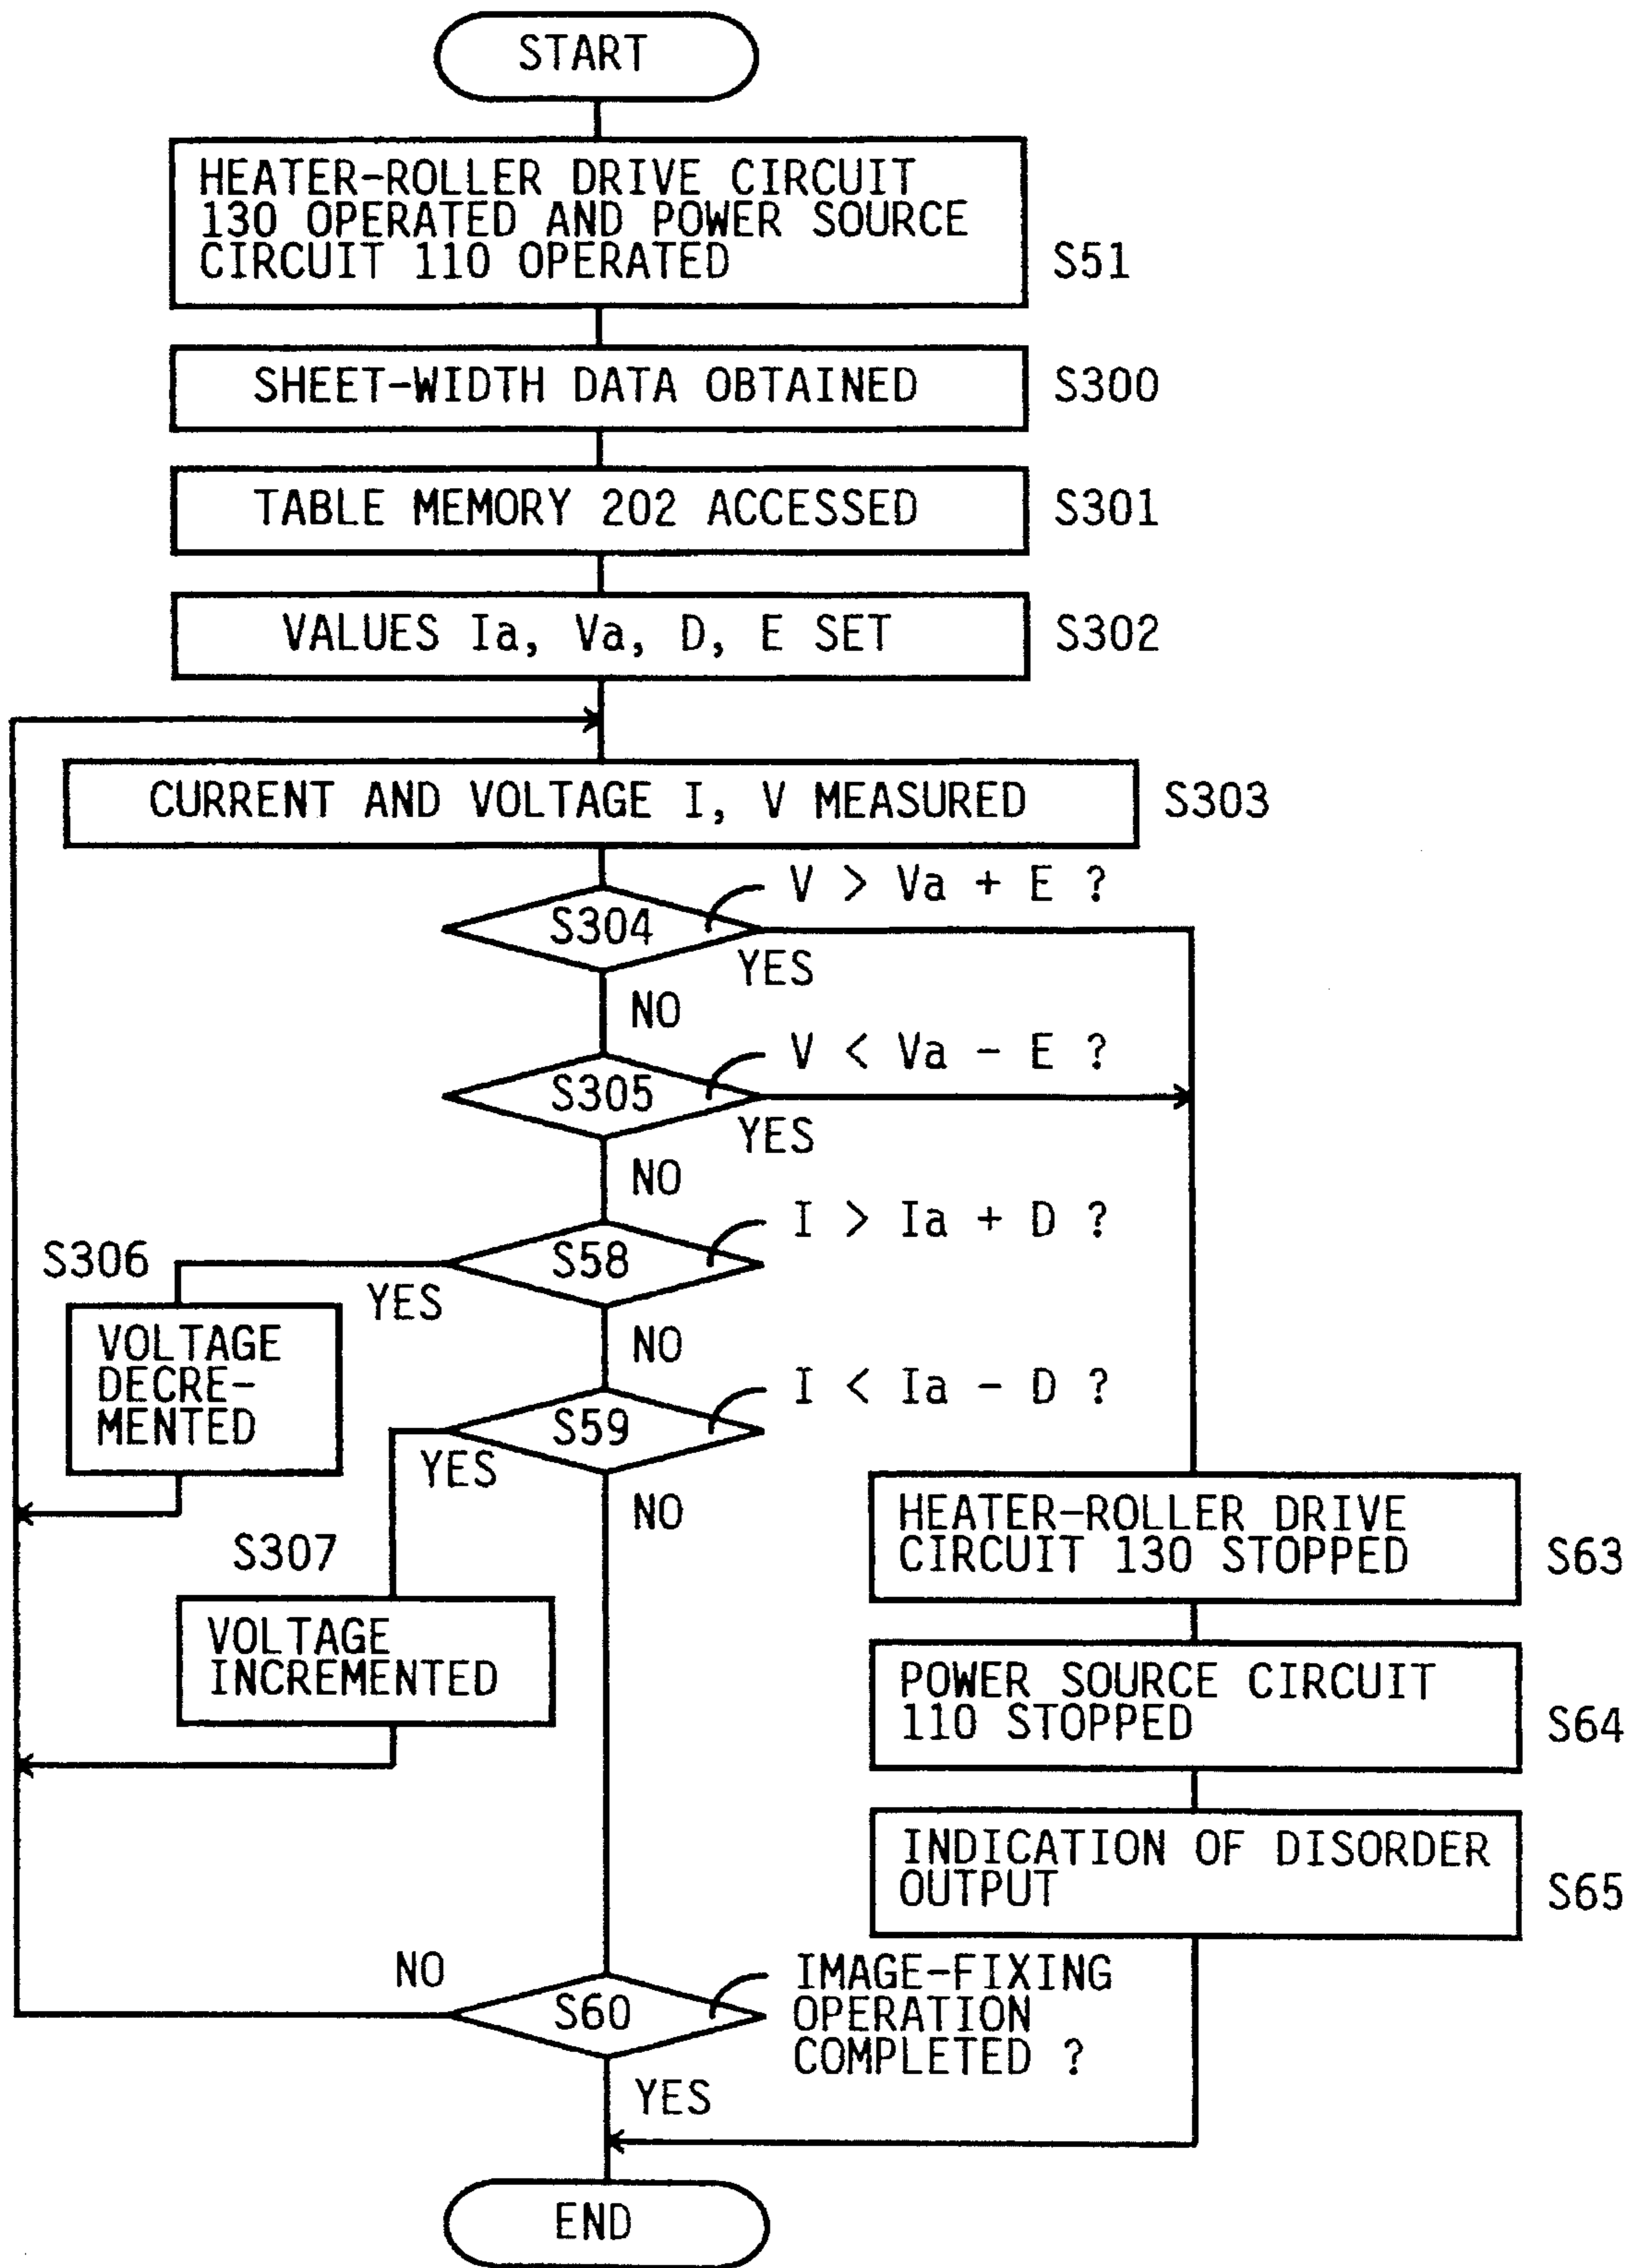 START
HEATER-ROLLER DRIVE CIRCUIT
130 OPERATED AND POWER SOURCE
CIRCUIT 110 OPERATED
S51
SHEET-WIDTH DATA OBTAINED
S300
TABLE MEMORY 202 ACCESSED
S301
VALUES Ia, Va, D, E SET
S302
CURRENT AND VOLTAGE I, V MEASURED
S303
V > Va + E ?
S304
YES
NO
V < Va - E ?
S305
YES
NO
I > Ia + D ?
S58
S306
YES
VOLTAGE
DECRE-
MENTED
NO
I < Ia - D ?
S59
YES
NO
S307
VOLTAGE
INCREMENTED
HEATER-ROLLER DRIVE
CIRCUIT 130 STOPPED
S63
POWER SOURCE CIRCUIT
110 STOPPED
S64
INDICATION OF DISORDER
OUTPUT
S65
NO
S60
IMAGE-FIXING
OPERATION
COMPLETED ?
YES
END